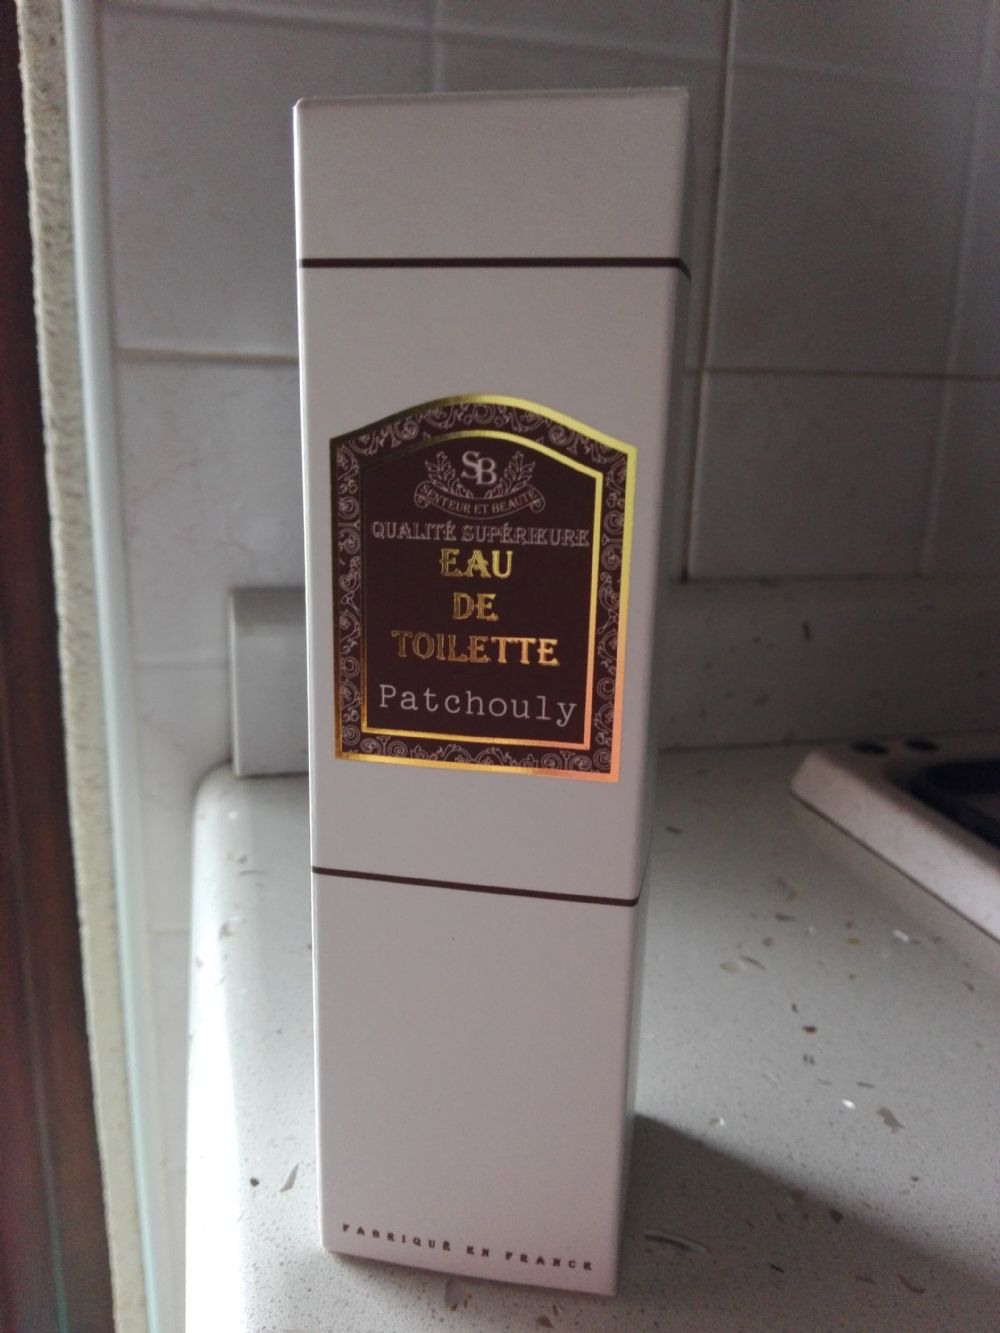 SB
SENTEUR ET BEAUTÉ
QUALITÉ SUPÉRIEURE
EAU
DE
TOILETTE
Patchouly
FABRIQUÉ EN FRANCE